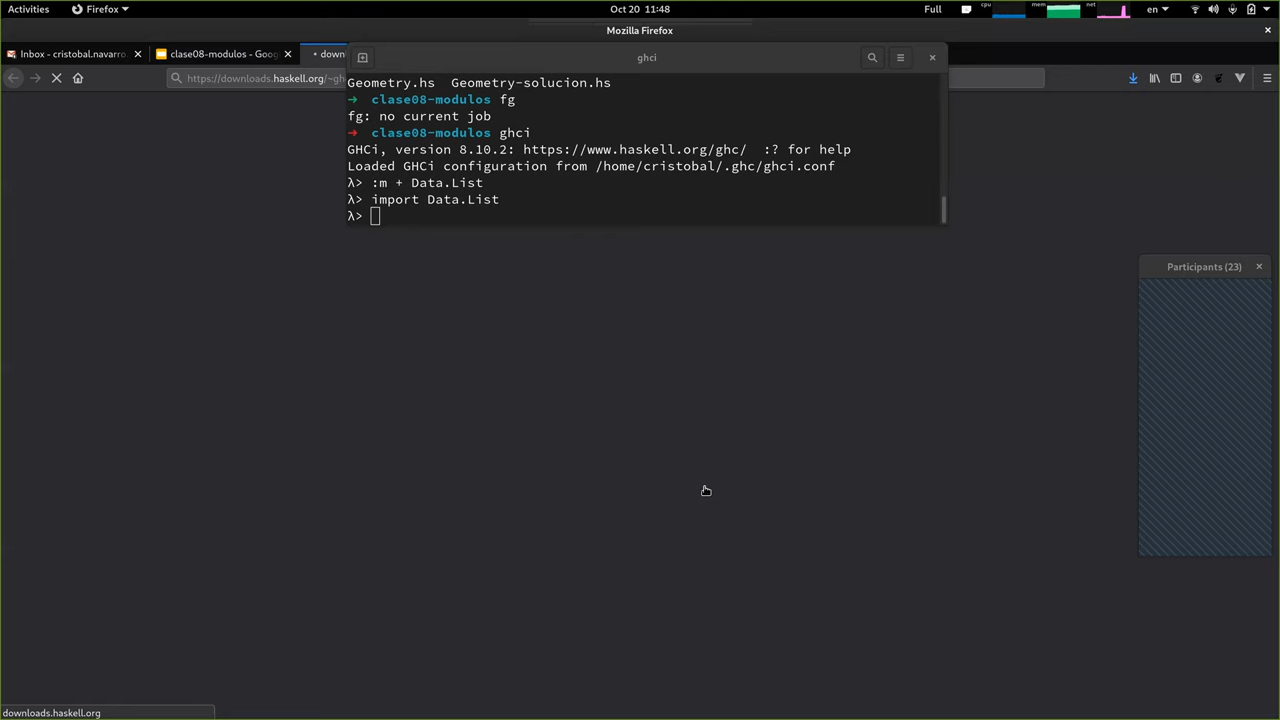 Activities
Firefox
Oct 20 11:48
Full
cpu
mem
net
en
Mozilla Firefox
Inbox - cristobal.navarro.
clase08-modulos - Goog
down
ghci
https://downloads.haskell.org/~gh
Geometry.hs Geometry-solucion.hs
➜ clase08-modulos fg
fg: no current job
➜ clase08-modulos ghci
GHCi, version 8.10.2: https://www.haskell.org/ghc/ :? for help
Loaded GHCi configuration from /home/cristobal/.ghc/ghci.conf
λ> :m + Data.List
λ> import Data.List
λ>
Participants (23)
downloads.haskell.org